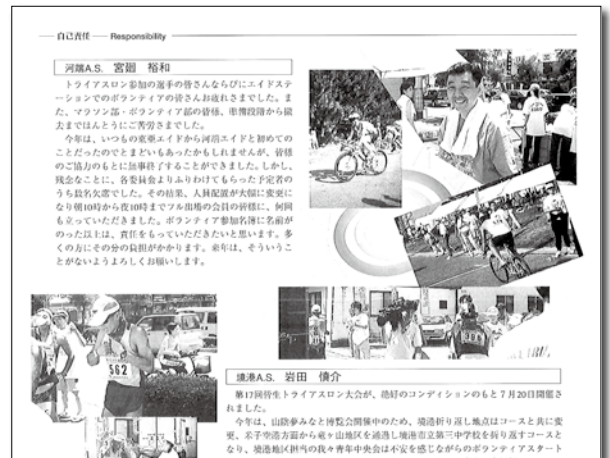 自己責任 Responsibility
河端A.S. 宮廻 裕和
トライアスロン参加の選手の皆さんならびにエイドステ
ーションでのボランティアの皆さんお疲れさまでした。ま
た、マラソン部・ボランティア部の皆様、準備段階から撤
去までほんとうにご苦労さまでした。
今年は、いつもの変電エイドから河端エイドと初めての
ことだったのでとまどいもあったかもしれませんが、皆様
のご協力のもとに無事終了することができました。しかし、
残念なことに、各委員会よりふりわけてもらった予定者の
うち数名欠席でした。その結果、人員配置が大幅に変更に
なり朝10時から夜10時までフル出場の会員の皆様に、何回
も立っていただきました。ボランティア参加名簿に名前が
のった以上は、責任をもっていただきたいと思います。多
くの方にその分の負担がかかります。来年は、そういうこ
とがないようよろしくお願いします。
562
境港A.S. 岩田 慎介
第17回皆生トライアスロン大会が、絶好のコンディションのもと7月20日開催さ
れました。
今年は、山陰夢みなと博覧会開催中のため、境港折り返し地点はコースと共に変
更、米子空港方面から竜ヶ山地区を通過し境港市立第三中学校を折り返すコースと
なり、境港地区担当の我々青年中央会は不安を感じながらのボランティアスタート